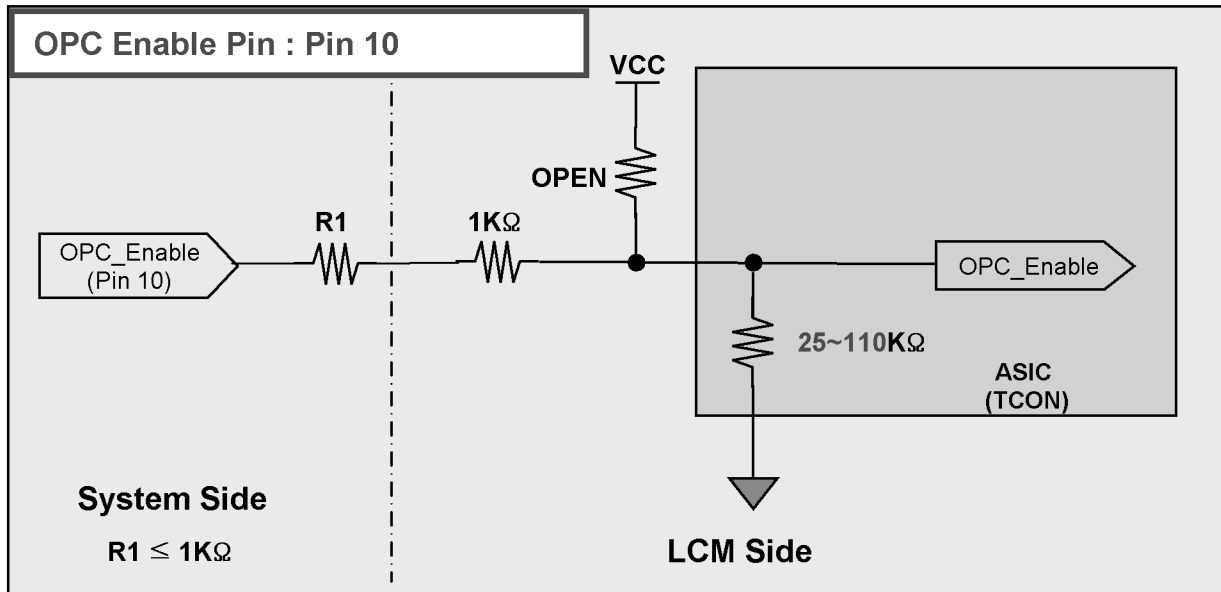 OPC Enable Pin : Pin 10
VCC
OPEN
R1
1KΩ
OPC_Enable
(Pin 10)
OPC_Enable
25~110KΩ
ASIC
(TCON)
System Side
R1 ≤ 1KΩ
LCM Side